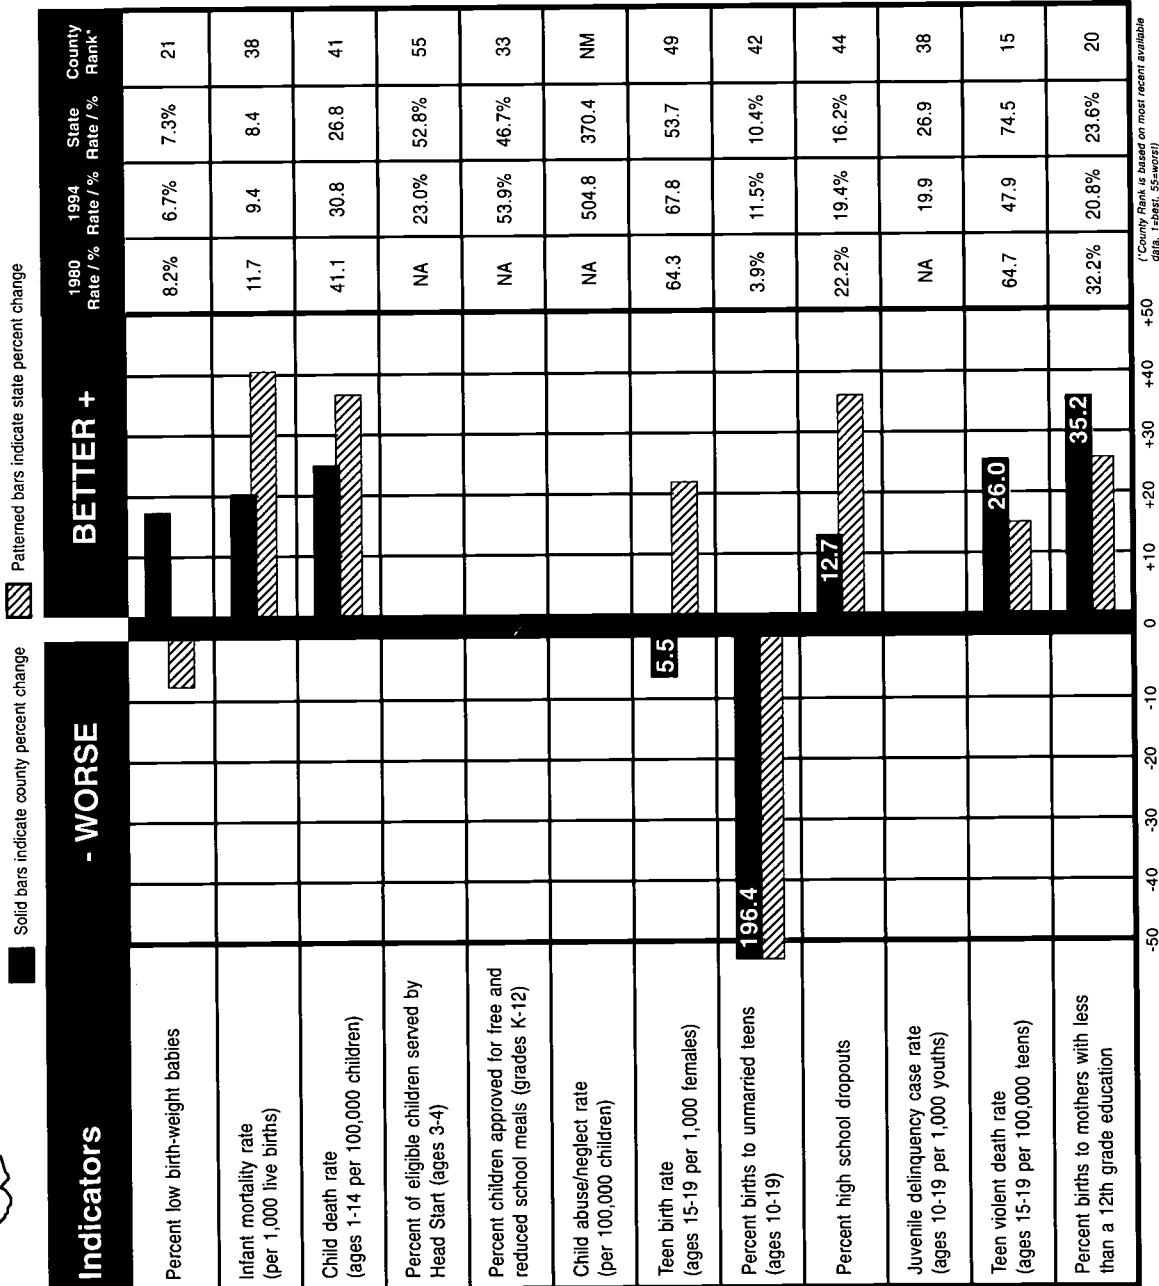 Solid bars indicate county percent change
Patterned bars indicate state percent change
Indicators
- WORSE
BETTER +
1980
Rate / %
1994
Rate / %
State
Rate / %
County
Rank*
Percent low birth-weight babies
8.2%
6.7%
7.3%
21
Infant mortality rate
(per 1,000 live births)
11.7
9.4
8.4
38
Child death rate
(ages 1-14 per 100,000 children)
41.1
30.8
26.8
41
Percent of eligible children served by
Head Start (ages 3-4)
NA
23.0%
52.8%
55
Percent children approved for free and
reduced school meals (grades K-12)
NA
53.9%
46.7%
33
Child abuse/neglect rate
(per 100,000 children)
NA
504.8
370.4
NM
Teen birth rate
(ages 15-19 per 1,000 females)
5.5
64.3
67.8
53.7
49
Percent births to unmarried teens
(ages 10-19)
196.4
3.9%
11.5%
10.4%
42
Percent high school dropouts
12.7
22.2%
19.4%
16.2%
44
Juvenile delinquency case rate
(ages 10-19 per 1,000 youths)
NA
19.9
26.9
38
Teen violent death rate
(ages 15-19 per 100,000 teens)
26.0
64.7
47.9
74.5
15
Percent births to mothers with less
than a 12th grade education
35.2
32.2%
20.8%
23.6%
20
-50
-40
-30
-20
-10
0
+10
+20
+30
+40
+50
(*County Rank is based on most recent available
data. 1=best. 55=worst)